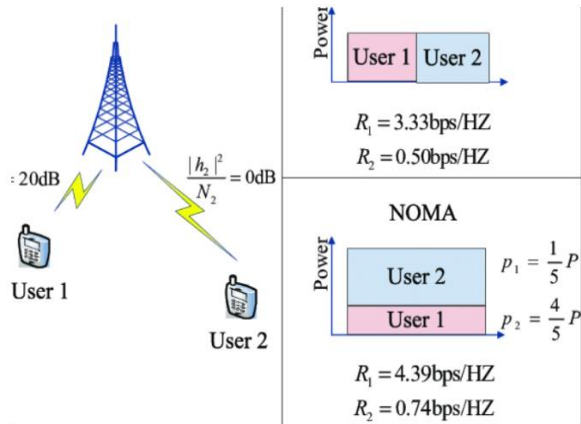 : 20dB
|h₂|²
N₂
=0dB
User 1
User 2
Power
User 1
User 2
R₁ = 3.33bps/HZ
R₂ = 0.50bps/HZ
NOMA
Power
User 2
User 1
p₁ = 1/5 P
p₂ = 4/5 P
R₁ = 4.39bps/HZ
R₂ = 0.74bps/HZ